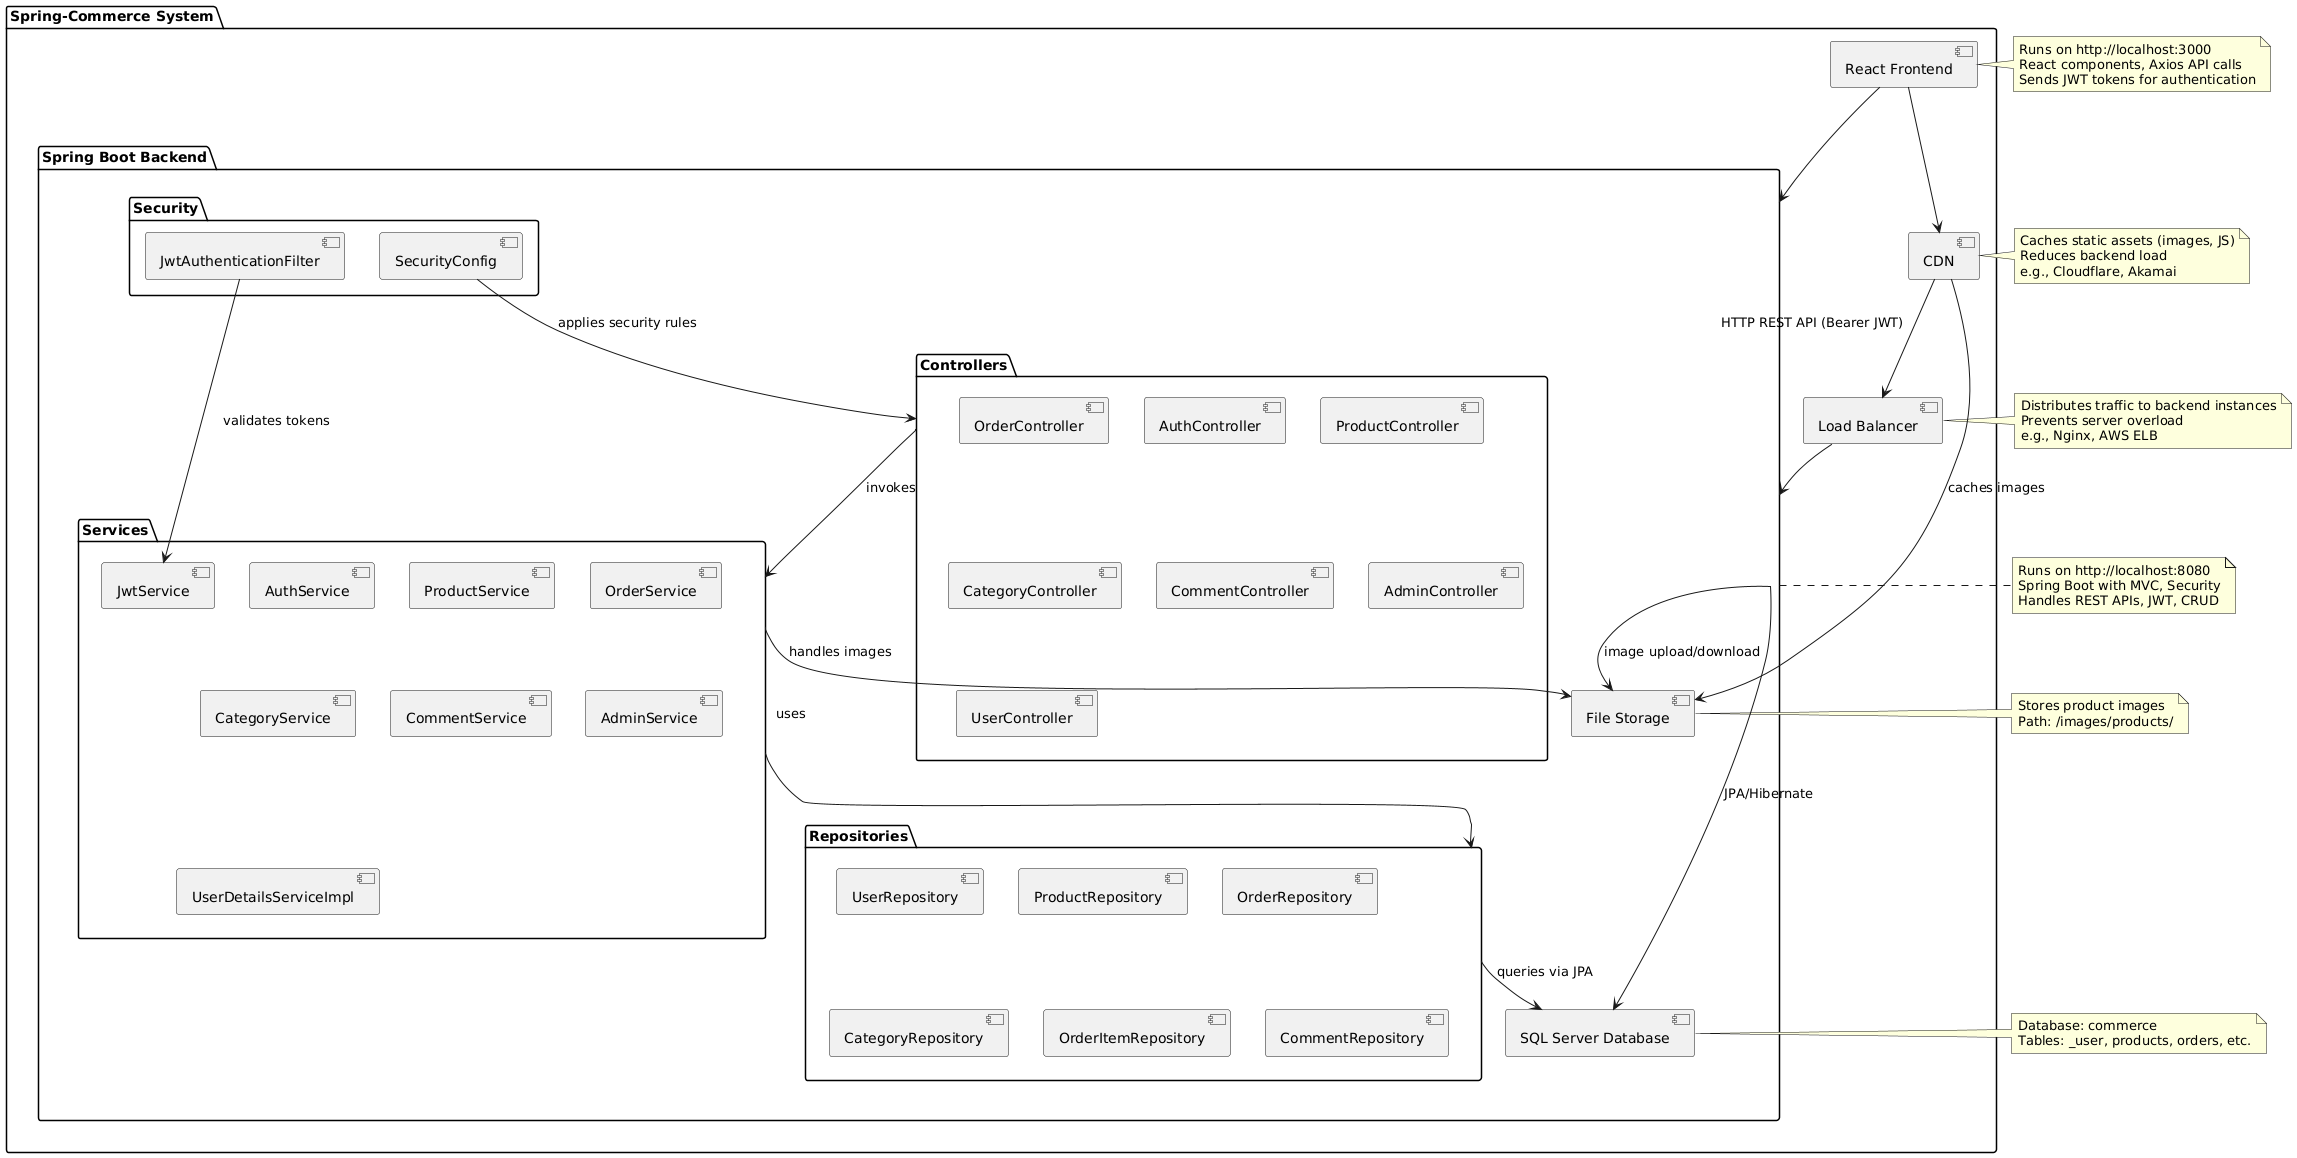 Spring-Commerce System
React Frontend
Runs on http://localhost:3000
React components, Axios API calls
Sends JWT tokens for authentication
Spring Boot Backend
Security
JwtAuthenticationFilter
SecurityConfig
CDN
Caches static assets (images, JS)
Reduces backend load
e.g., Cloudflare, Akamai
applies security rules
HTTP REST API (Bearer JWT)
Controllers
OrderController
AuthController
ProductController
Load Balancer
Distributes traffic to backend instances
Prevents server overload
e.g., Nginx, AWS ELB
validates tokens
invokes
caches images
Services
JwtService
AuthService
ProductService
OrderService
CategoryController
CommentController
AdminController
Runs on http://localhost:8080
Spring Boot with MVC, Security
Handles REST APIs, JWT, CRUD
handles images
image upload/download
CategoryService
CommentService
AdminService
uses
UserController
File Storage
Stores product images
Path: /images/products/
JPA/Hibernate
Repositories
UserDetailsServiceImpl
UserRepository
ProductRepository
OrderRepository
queries via JPA
CategoryRepository
OrderItemRepository
CommentRepository
SQL Server Database
Database: commerce
Tables: _user, products, orders, etc.